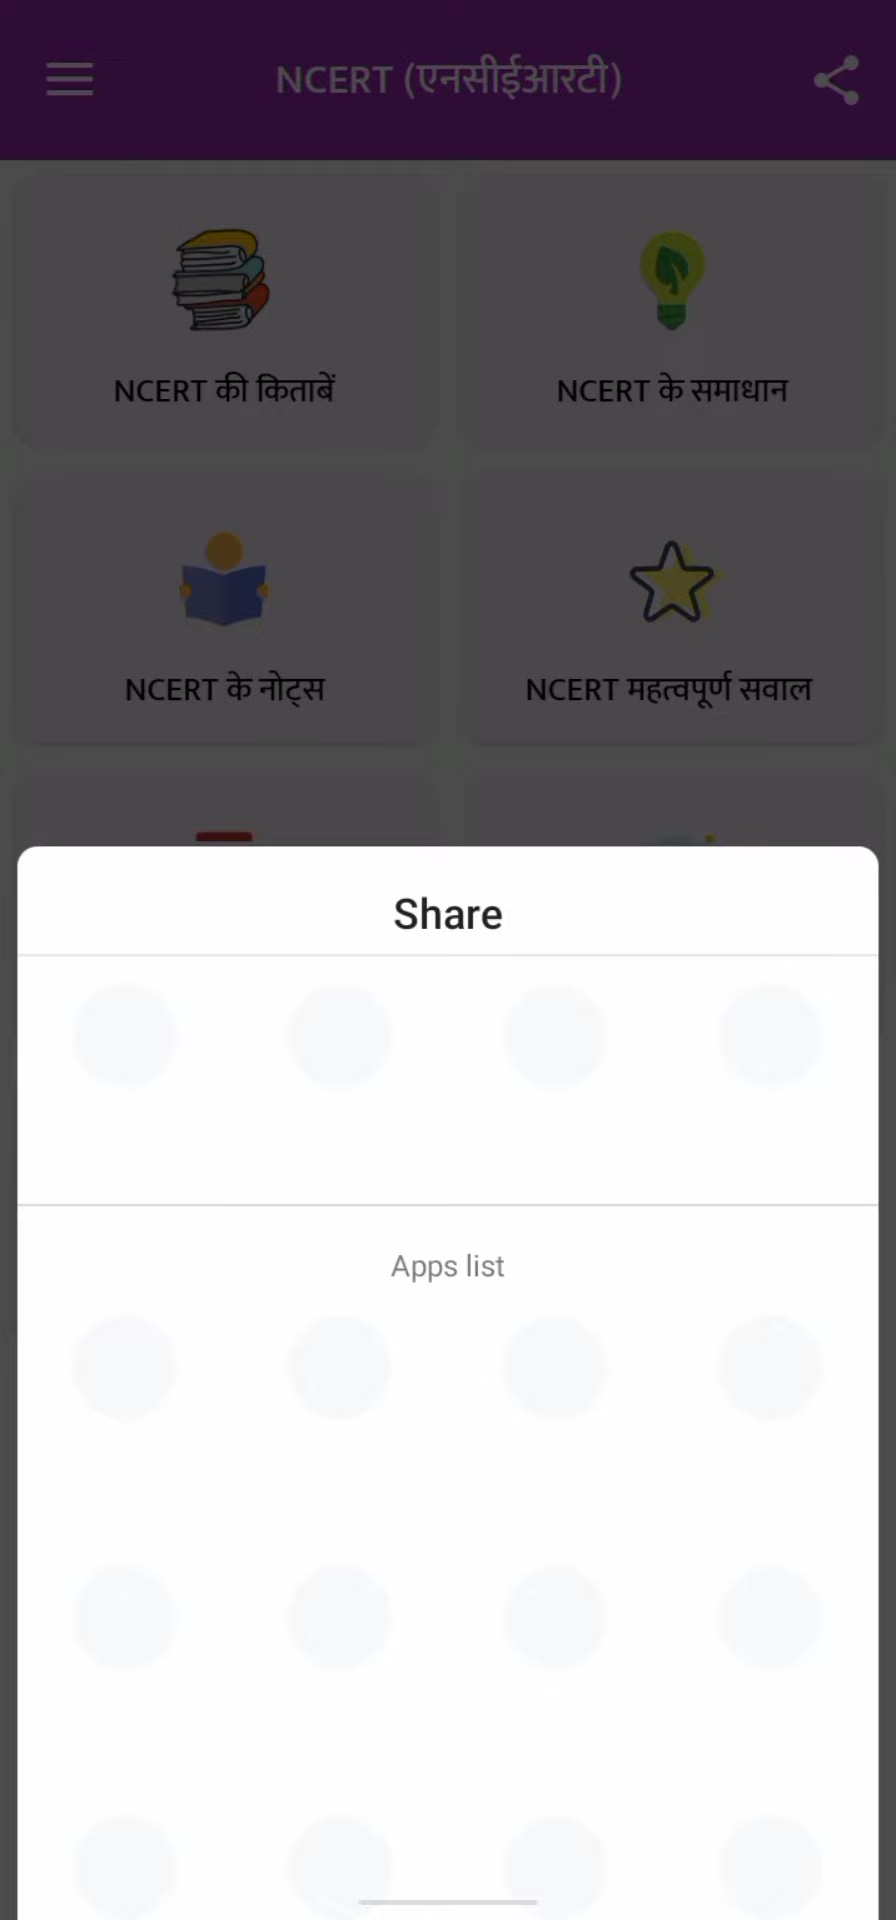 NCERT (एनसीईआरटी)
NCERT की किताबें
NCERT के समाधान
NCERT के नोट्स
NCERT महत्वपूर्ण सवाल
Share
Apps list